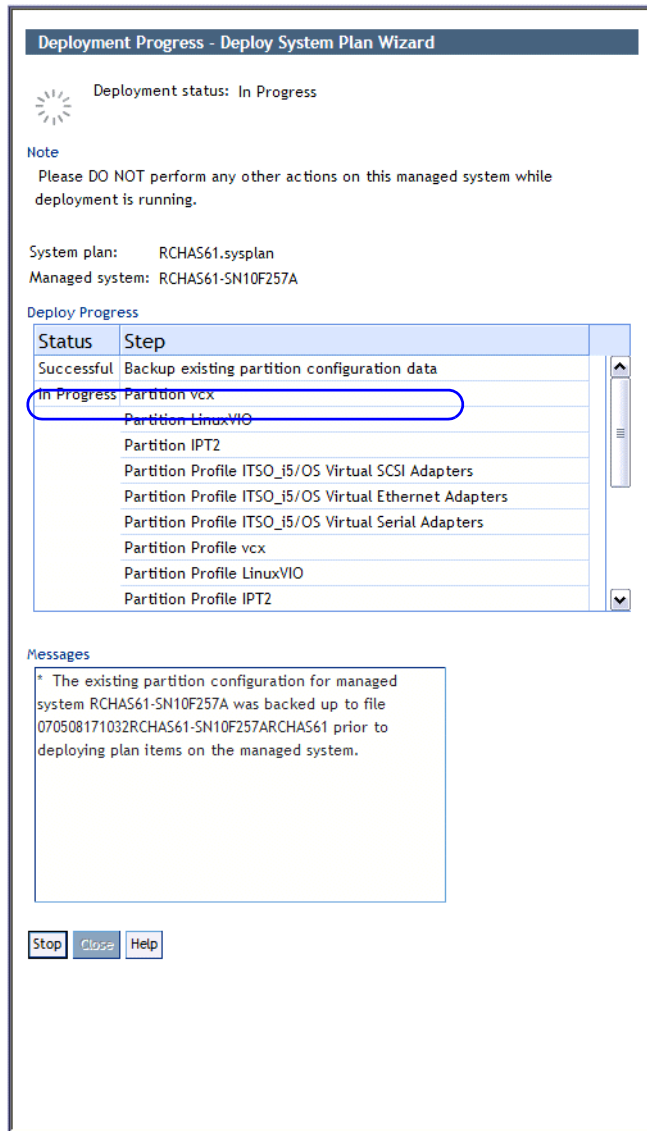 Deployment Progress - Deploy System Plan Wizard
Deployment status: In Progress
Note
Please DO NOT perform any other actions on this managed system while
deployment is running.
System plan: RCHAS61.sysplan
Managed system: RCHAS61-SN10F257A
Deploy Progress
Status Step
Successful Backup existing partition configuration data
In Progress Partition vcx
Partition LinuxVIO
Partition IPT2
Partition Profile ITSO_i5/OS Virtual SCSI Adapters
Partition Profile ITSO_i5/OS Virtual Ethernet Adapters
Partition Profile ITSO_i5/OS Virtual Serial Adapters
Partition Profile vcx
Partition Profile LinuxVIO
Partition Profile IPT2
Messages
* The existing partition configuration for managed
system RCHAS61-SN10F257A was backed up to file
070508171032RCHAS61-SN10F257ARCHAS61 prior to
deploying plan items on the managed system.
Stop Close Help